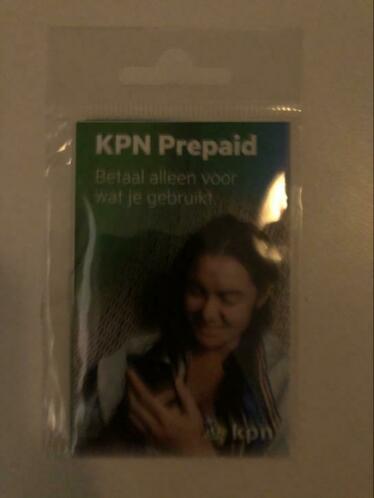 KPN Prepaid
Betaal alleen voor
wat je gebruikt.
kpn